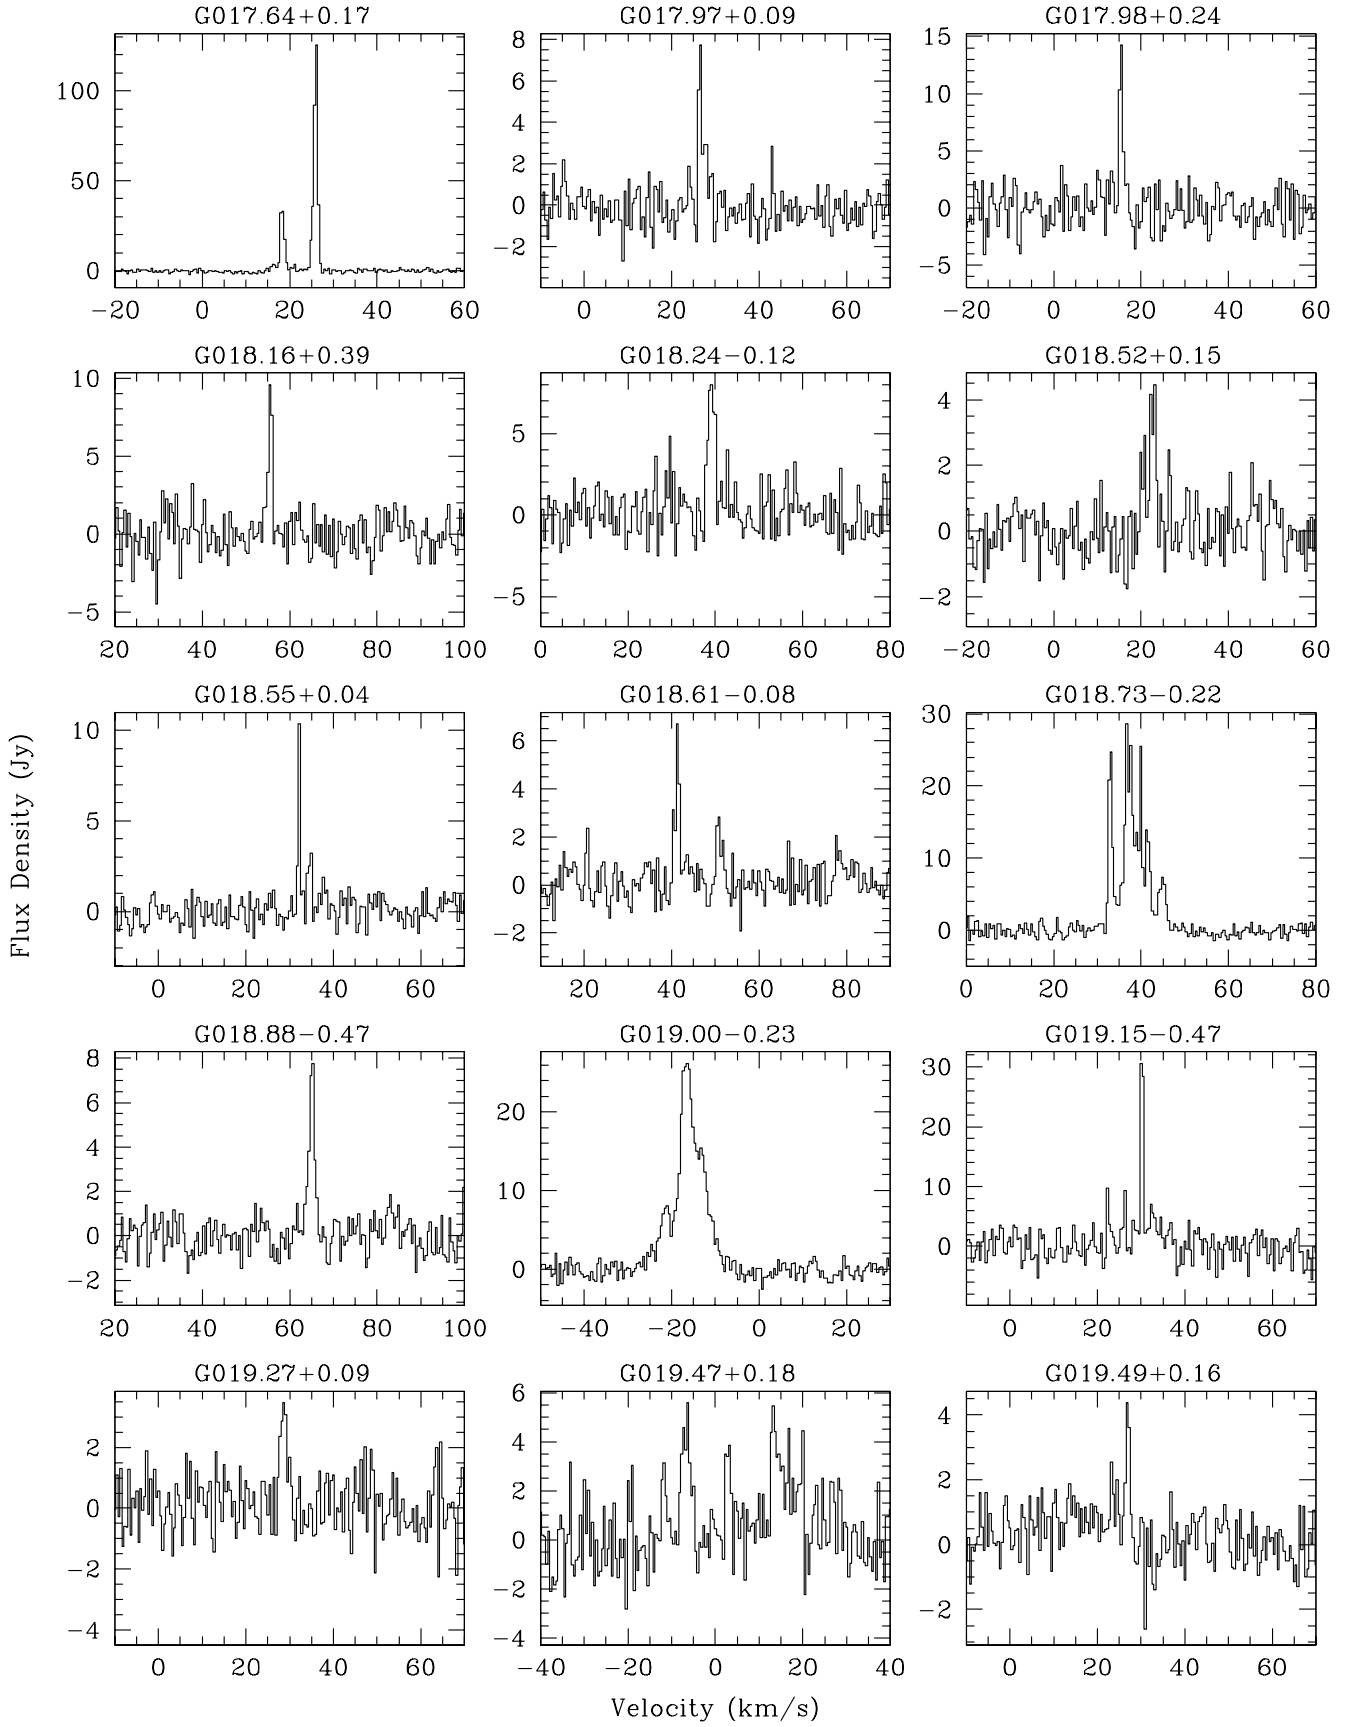 G017.64+0.17 G017.97+0.09 G017.98+0.24
100 50 0
8 6 4 2 0 −2
15 10 5 0 −5
−20 0 20 40 60 0 20 40 60 −20 0 20 40 60
G018.16+0.39 G018.24−0.12 G018.52+0.15
10 5 0 −5
5 0 −5
4 2 0 −2
20 40 60 80 100 0 20 40 60 80 −20 0 20 40 60
G018.55+0.04 G018.61−0.08 G018.73−0.22
10 5 0
6 4 2 0 −2
30 20 10 0
0 20 40 60 20 40 60 80 0 20 40 60 80
Flux Density (Jy)
G018.88−0.47 G019.00−0.23 G019.15−0.47
8 6 4 2 0 −2
20 10 0
30 20 10 0
20 40 60 80 100 −40 −20 0 20 0 20 40 60
G019.27+0.09 G019.47+0.18 G019.49+0.16
2 0 −2 −4
6 4 2 0 −2 −4
4 2 0 −2
0 20 40 60 −40 −20 0 20 40 0 20 40 60
Velocity (km/s)